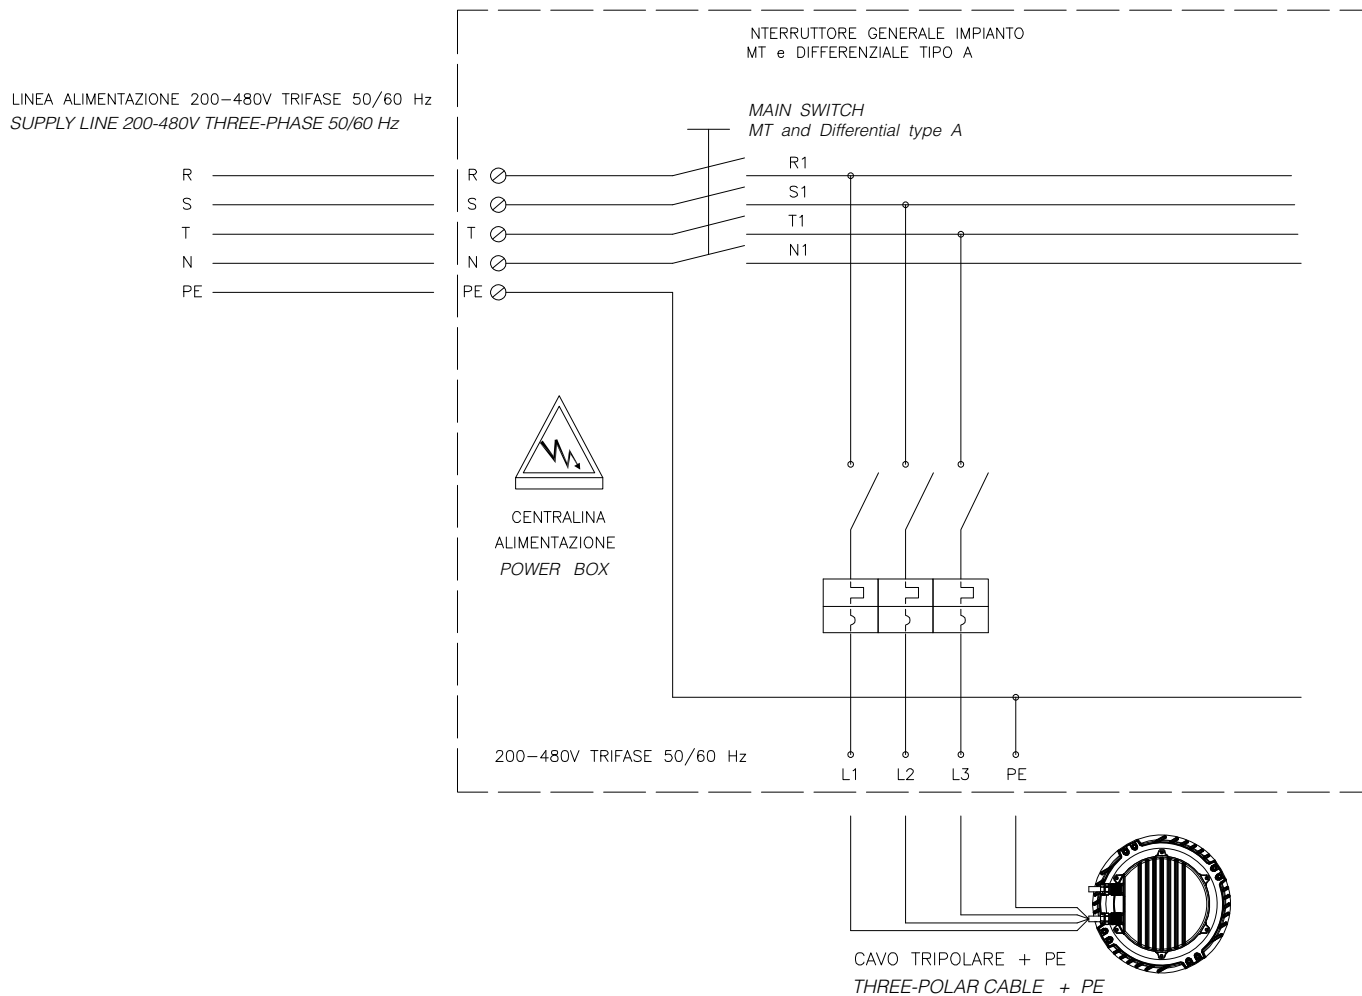 NTERRUTTORE GENERALE IMPIANTO
MT e DIFFERENZIALE TIPO A
LINEA ALIMENTAZIONE 200-480V TRIFASE 50/60 Hz
SUPPLY LINE 200-480V THREE-PHASE 50/60 Hz
MAIN SWITCH
MT and Differential type A
R R R1
S S S1
T T T1
N N N1
PE PE
CENTRALINA
ALIMENTAZIONE
POWER BOX
200-480V TRIFASE 50/60 Hz
L1 L2 L3 PE
CAVO TRIPOLARE + PE
THREE-POLAR CABLE + PE